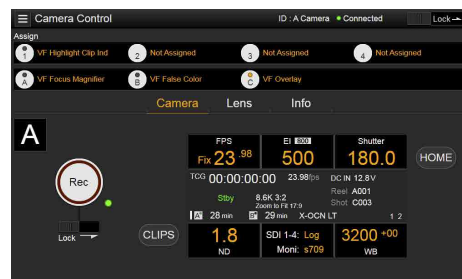 Camera Control
ID : A Camera
Connected
Lock
Assign
1 VF Highlight Clip Ind
2 Not Assigned
3 Not Assigned
4 Not Assigned
A VF Focus Magnifier
B VF False Color
C VF Overlay
Camera
Lens
Info
A
FPS
Fix 23.98
EI 800
500
Shutter
180.0
HOME
Rec
TCG 00:00:00:00
23.98fps
DC IN 12.8 V
Stby
8.6K 3:2
Zoom to Fit 17:9
Reel A001
Shot C003
A 28 min
29 min
X-OCN LT
1 2
Lock
CLIPS
1.8
ND
SDI 1-4: Log
Moni: s709
3200 +00
WB